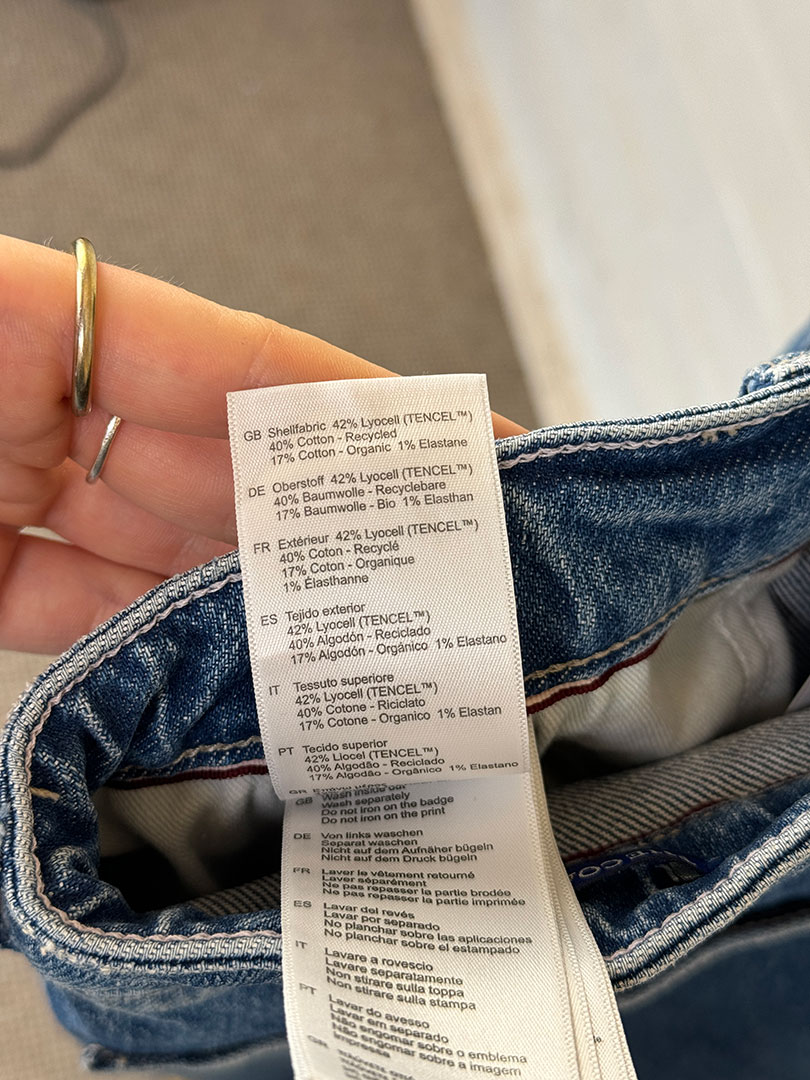 GB Shellfabric 42% Lyocell (TENCEL™)
40% Cotton - Recycled
17% Cotton - Organic 1% Elastane
DE Oberstoff 42% Lyocell (TENCEL™)
40% Baumwolle - Recyclebare
17% Baumwolle - Bio 1% Elasthan
FR Extérieur 42% Lyocell (TENCEL™)
40% Coton - Recyclé
17% Coton - Organique
1% Élasthanne
ES Tejido exterior
42% Lyocell (TENCEL™)
40% Algodón - Reciclado
17% Algodón - Orgánico 1% Elastano
IT Tessuto superiore
42% Lyocell (TENCEL™)
40% Cotone - Riciclato
17% Cotone - Organico 1% Elastan
PT Tecido superior
42% Liocel (TENCEL™)
40% Algodão - Reciclado
17% Algodão - Orgânico 1% Elastano
GB Wash inside out
Wash separately
Do not iron on the badge
Do not iron on the print
DE Von links waschen
Separat waschen
Nicht auf dem Aufnäher bügeln
Nicht auf dem Druck bügeln
FR Laver le vêtement retourné
Laver séparément
Ne pas repasser la partie brodée
Ne pas repasser la partie imprimée
ES Lavar del revés
Lavar por separado
No planchar sobre las aplicaciones
No planchar sobre el estampado
IT Lavare a rovescio
Lavare separatamente
Non stirare sulla toppa
Non stirare sulla stampa
PT Lavar do avesso
Lavar em separado
Não engomar sobre o emblema
Não engomar sobre a imagem
impressa